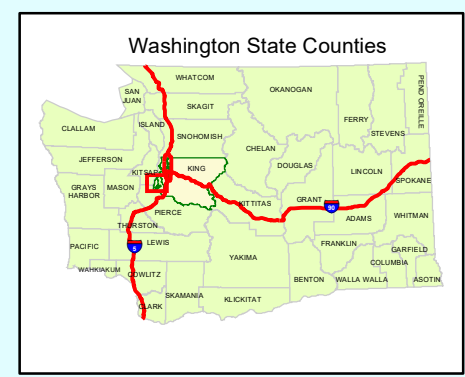 Washington State Counties
WHATCOM
SAN
JUAN
OKANOGAN
PEND OREILLE
SKAGIT
ISLAND
FERRY
STEVENS
CLALLAM
SNOHOMISH
CHELAN
JEFFERSON
DOUGLAS
KITSAP
KING
LINCOLN
SPOKANE
GRAYS
HARBOR
MASON
KITTITAS
GRANT
90
PIERCE
ADAMS
WHITMAN
THURSTON
PACIFIC
5
LEWIS
FRANKLIN
GARFIELD
YAKIMA
COLUMBIA
WAHKIAKUM
COWLITZ
BENTON
WALLA WALLA
ASOTIN
SKAMANIA
KLICKITAT
CLARK